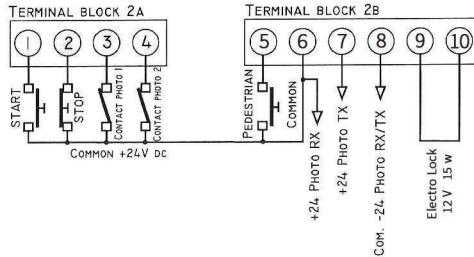 TERMINAL BLOCK 2A
1 2 3 4
START
STOP
CONTACT PHOTO 1
CONTACT PHOTO 2
COMMON +24V DC
TERMINAL BLOCK 2B
5 6 7 8 9 10
PEDESTRIAN
COMMON
+24 PHOTO RX
+24 PHOTO TX
COM. -24 PHOTO RX/TX
Electro Lock
12 V 15 w